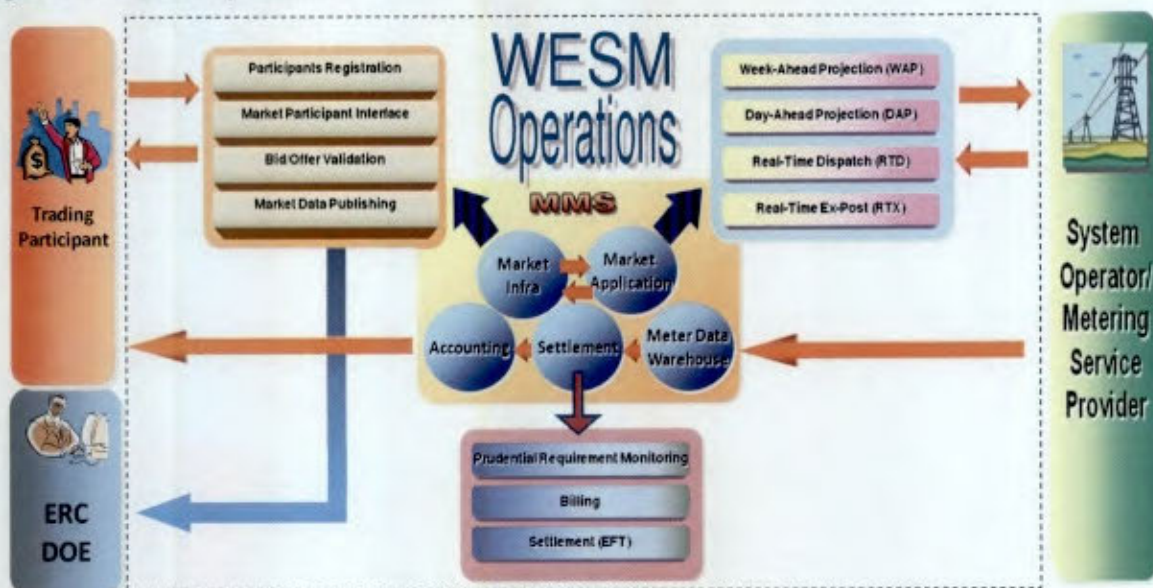 WESM
Operations
Participants Registration
Market Participant Interface
Bid Offer Validation
Market Data Publishing
Week-Ahead Projection (WAP)
Day-Ahead Projection (DAP)
Real-Time Dispatch (RTD)
Real-Time Ex-Post (RTX)
$
Trading
Participant
MMS
Market
Infra
Market
Application
Accounting
Settlement
Meter Data
Warehouse
System
Operator/
Metering
Service
Provider
Prudential Requirement Monitoring
Billing
Settlement (EFT)
ERC
DOE